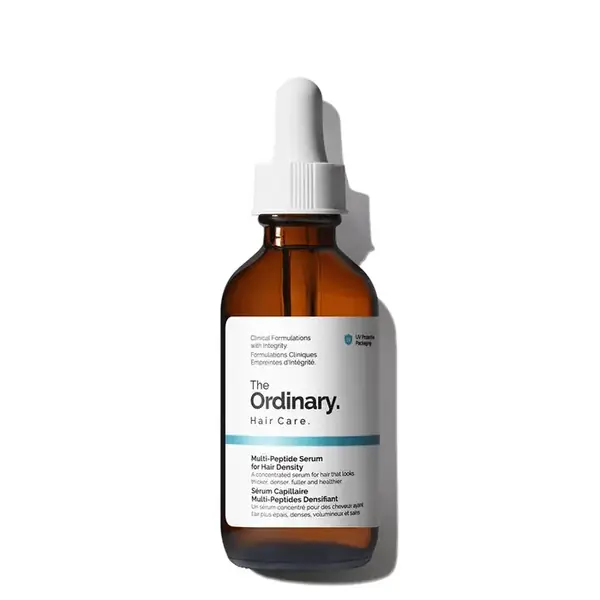 Clinical Formulations
with Integrity.
Formulations Cliniques
Empreintes d'Intégrité.
UV Protective
Packaging
The
Ordinary.
Hair Care.
Multi-Peptide Serum
for Hair Density
A concentrated serum for hair that looks
thicker, denser, fuller and healthier.
Sérum Capillaire
Multi-Peptides Densifiant
Un sérum concentré pour des cheveux ayant
l'air plus épais, denses, volumineux et sains